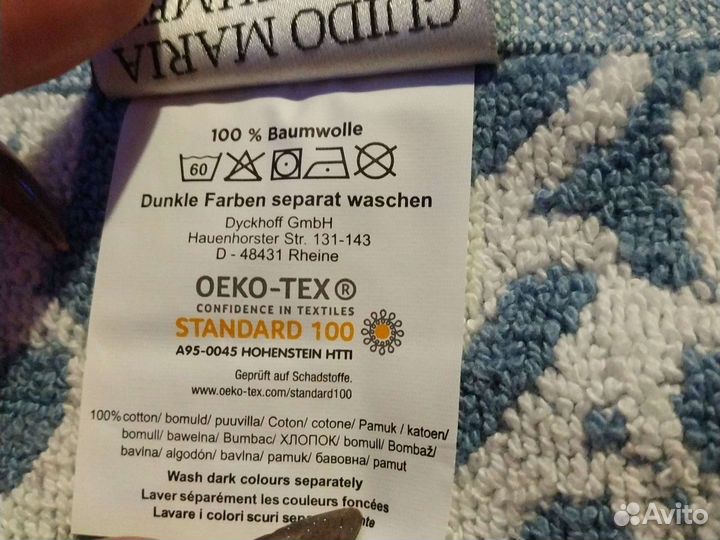 GUIDO MARIA
100 % Baumwolle
60
Dunkle Farben separat waschen
Dyckhoff GmbH
Hauenhorster Str. 131-143
D - 48431 Rheine
OEKO-TEX®
CONFIDENCE IN TEXTILES
STANDARD 100
A95-0045 HOHENSTEIN HTTI
Geprüft auf Schadstoffe.
www.oeko-tex.com/standard100
100% cotton/ bomuld/ puuvilla/ Coton/ cotone/ Pamuk / katoen/
bomull/ bawelna/ Bumbac/ ХЛОПОК/ bomull/ Bombaž/
bavlna/ algodón/ bavlna/ pamuk/ бавовна/ pamut
Wash dark colours separately
Laver séparément les couleurs foncées
Lavare i colori scuri
Avito